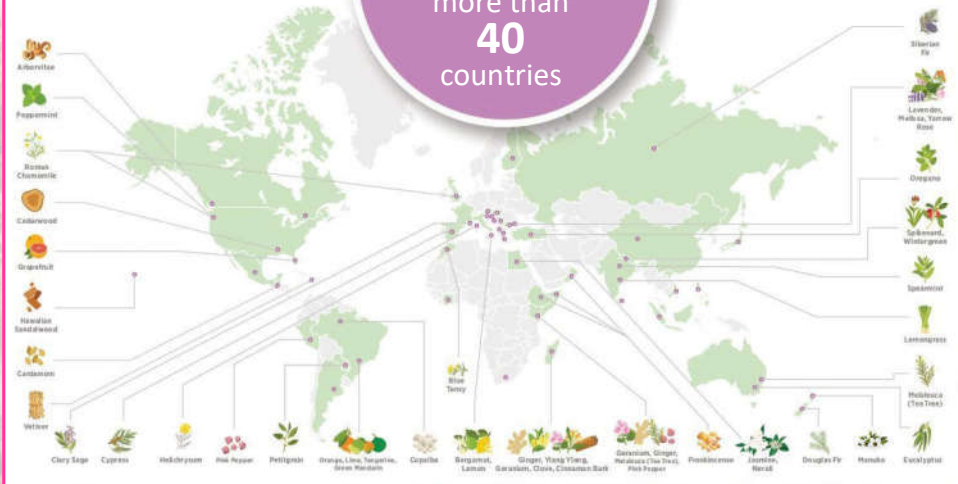 more than
40
countries
Arborvitae
Peppermint
Roman
Chamomile
Cedarwood
Grapefruit
Hawaiian
Sandalwood
Cardamom
Vetiver
Clary Sage
Cypress
Helichrysum
Pink Pepper
Petitgrain
Orange, Lime, Tangerine,
Green Mandarin
Copaiba
Blue
Tansy
Bergamot,
Lemon
Ginger, Ylang Ylang,
Geranium, Clove, Cinnamon Bark
Geranium, Ginger,
Melaleuca (Tea Tree),
Pink Pepper
Frankincense
Jasmine,
Neroli
Douglas Fir
Manuka
Eucalyptus
Siberian
Fir
Lavender,
Melissa, Yarrow
Rose
Oregano
Spikenard,
Wintergreen
Spearmint
Lemongrass
Melaleuca
(Tea Tree)